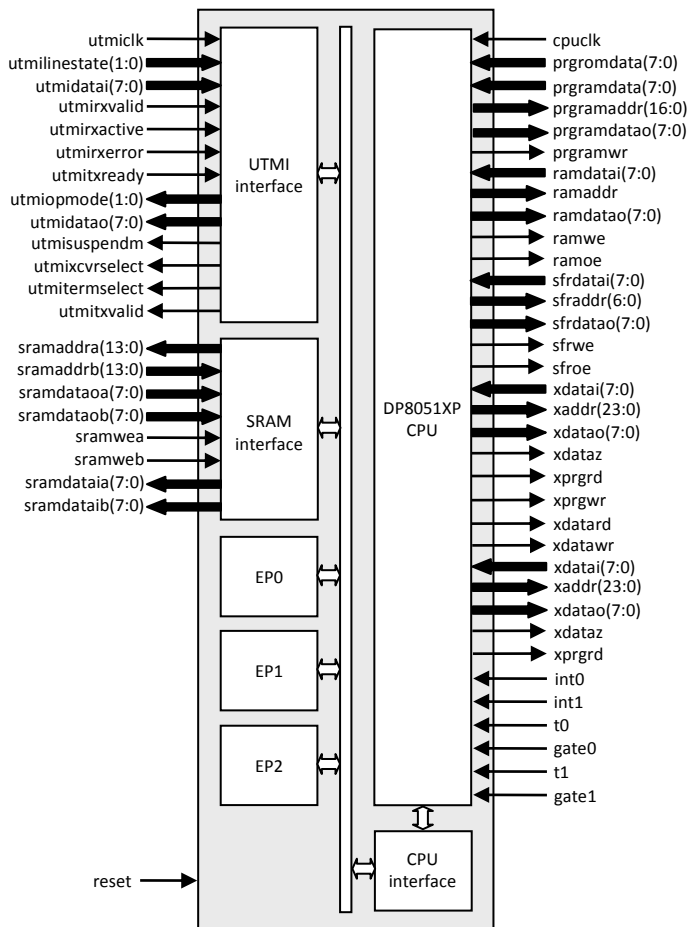 utmiclk
utmilinestate(1:0)
utmidatai(7:0)
utmirxvalid
utmirxactive
utmirxerror
utmitxready
utmiopmode(1:0)
utmidatao(7:0)
utmisuspendm
utmixcvrselect
utmitermselect
utmitxvalid
sramaddra(13:0)
sramaddrb(13:0)
sramdataoa(7:0)
sramdataob(7:0)
sramwea
sramweb
sramdataia(7:0)
sramdataib(7:0)
reset
UTMI
interface
SRAM
interface
EP0
EP1
EP2
DP8051XP
CPU
CPU
interface
cpuclk
prgromdata(7:0)
prgramdata(7:0)
prgramaddr(16:0)
prgramdatao(7:0)
prgramwr
ramdatai(7:0)
ramaddr
ramdatao(7:0)
ramwe
ramoe
sfrdatai(7:0)
sfraddr(6:0)
sfrdatao(7:0)
sfrwe
sfroe
xdatai(7:0)
xaddr(23:0)
xdatao(7:0)
xdataz
xprgrd
xprgwr
xdatard
xdatawr
xdatai(7:0)
xaddr(23:0)
xdatao(7:0)
xdataz
xprgrd
int0
int1
t0
gate0
t1
gate1